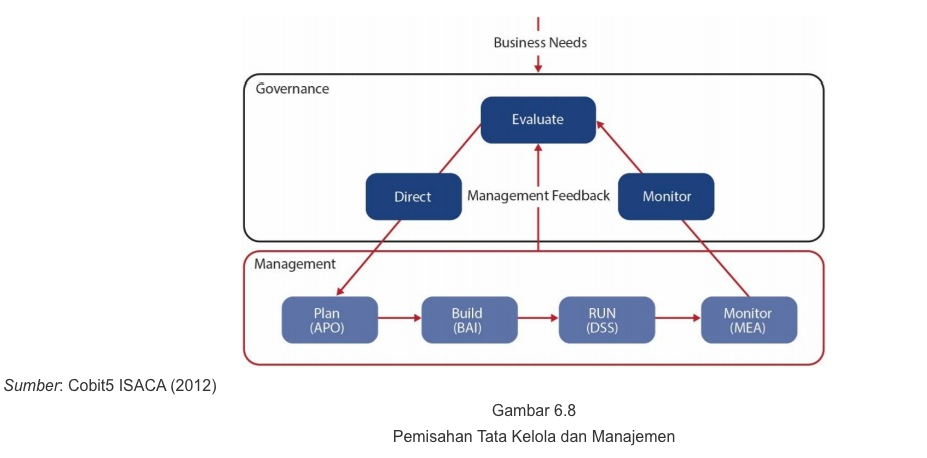 Business Needs
Governance
Evaluate
Direct
Management Feedback
Monitor
Management
Plan
(APO)
Build
(BAI)
RUN
(DSS)
Monitor
(MEA)
Sumber: Cobit5 ISACA (2012)
Gambar 6.8
Pemisahan Tata Kelola dan Manajemen